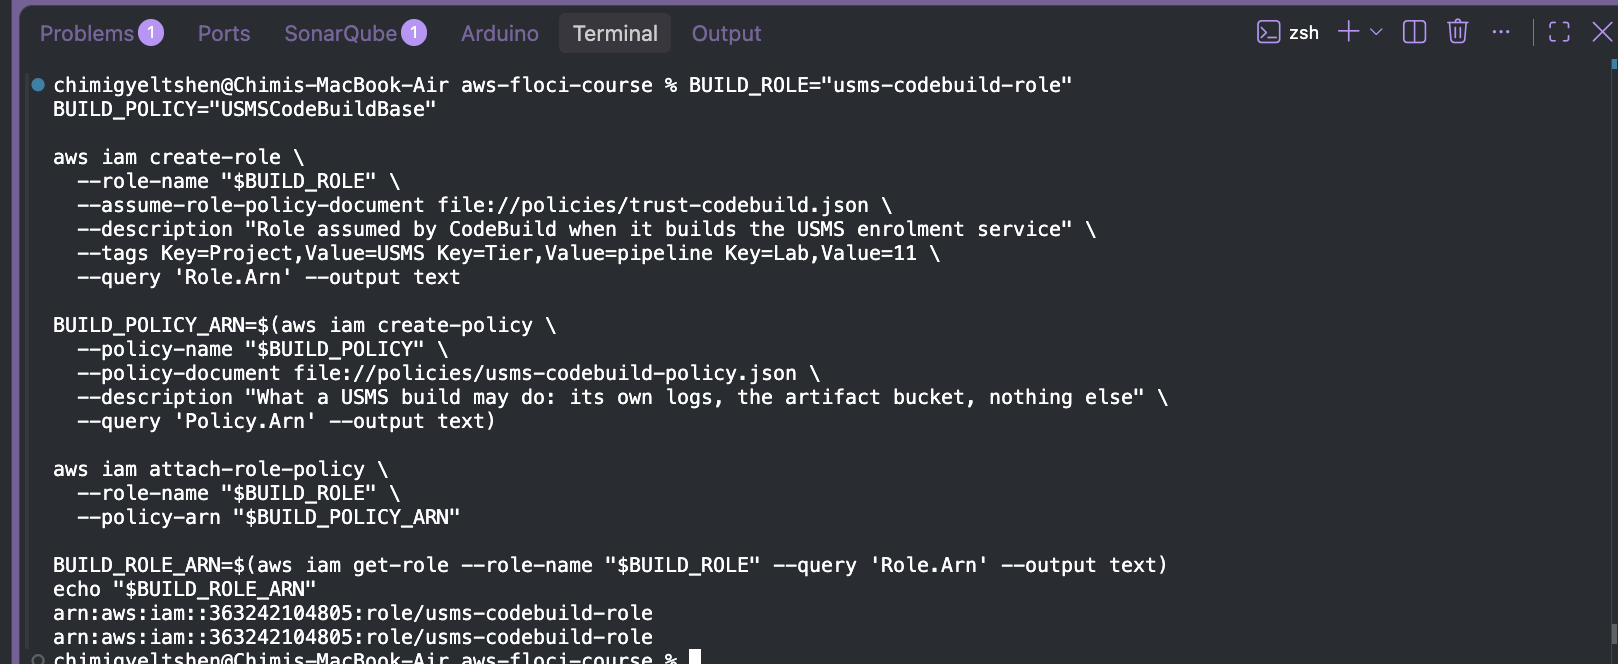 Problems 1 Ports SonarQube 1 Arduino Terminal Output zsh
chimigyeltshen@Chimis-MacBook-Air aws-floci-course % BUILD_ROLE="usms-codebuild-role"
BUILD_POLICY="USMSCodeBuildBase"

aws iam create-role \
  --role-name "$BUILD_ROLE" \
  --assume-role-policy-document file://policies/trust-codebuild.json \
  --description "Role assumed by CodeBuild when it builds the USMS enrolment service" \
  --tags Key=Project,Value=USMS Key=Tier,Value=pipeline Key=Lab,Value=11 \
  --query 'Role.Arn' --output text

BUILD_POLICY_ARN=$(aws iam create-policy \
  --policy-name "$BUILD_POLICY" \
  --policy-document file://policies/usms-codebuild-policy.json \
  --description "What a USMS build may do: its own logs, the artifact bucket, nothing else" \
  --query 'Policy.Arn' --output text)

aws iam attach-role-policy \
  --role-name "$BUILD_ROLE" \
  --policy-arn "$BUILD_POLICY_ARN"

BUILD_ROLE_ARN=$(aws iam get-role --role-name "$BUILD_ROLE" --query 'Role.Arn' --output text)
echo "$BUILD_ROLE_ARN"
arn:aws:iam::363242104805:role/usms-codebuild-role
arn:aws:iam::363242104805:role/usms-codebuild-role
chimigyeltshen@Chimis-MacBook-Air aws-floci-course %